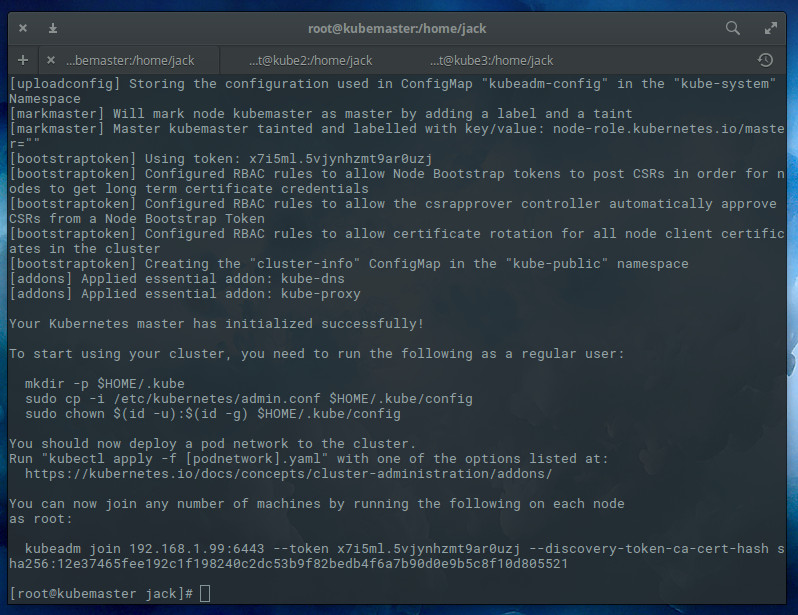 root@kubemaster:/home/jack
...bemaster:/home/jack
...t@kube2:/home/jack
...t@kube3:/home/jack
[uploadconfig] Storing the configuration used in ConfigMap "kubeadm-config" in the "kube-system"
Namespace
[markmaster] Will mark node kubemaster as master by adding a label and a taint
[markmaster] Master kubemaster tainted and labelled with key/value: node-role.kubernetes.io/maste
r=""
[bootstraptoken] Using token: x7i5ml.5vjynhzmt9ar0uzj
[bootstraptoken] Configured RBAC rules to allow Node Bootstrap tokens to post CSRs in order for n
odes to get long term certificate credentials
[bootstraptoken] Configured RBAC rules to allow the csrapprover controller automatically approve
CSRs from a Node Bootstrap Token
[bootstraptoken] Configured RBAC rules to allow certificate rotation for all node client certific
ates in the cluster
[bootstraptoken] Creating the "cluster-info" ConfigMap in the "kube-public" namespace
[addons] Applied essential addon: kube-dns
[addons] Applied essential addon: kube-proxy
Your Kubernetes master has initialized successfully!
To start using your cluster, you need to run the following as a regular user:
mkdir -p $HOME/.kube
sudo cp -i /etc/kubernetes/admin.conf $HOME/.kube/config
sudo chown $(id -u):$(id -g) $HOME/.kube/config
You should now deploy a pod network to the cluster.
Run "kubectl apply -f [podnetwork].yaml" with one of the options listed at:
https://kubernetes.io/docs/concepts/cluster-administration/addons/
You can now join any number of machines by running the following on each node
as root:
kubeadm join 192.168.1.99:6443 --token x7i5ml.5vjynhzmt9ar0uzj --discovery-token-ca-cert-hash s
ha256:12e37465fee192c1f198240c2dc53b9f82bedb4f6a7b90d0e9b5c8f10d805521
[root@kubemaster jack]#